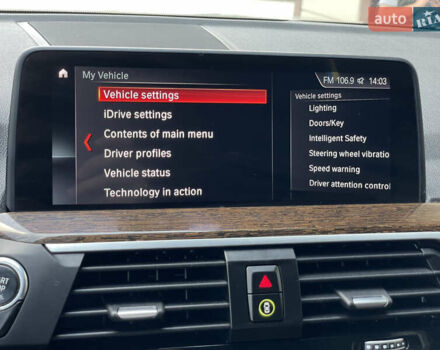 auto RIA
My Vehicle
FM 106.9 14:03
Vehicle settings
iDrive settings
Contents of main menu
Driver profiles
Vehicle status
Technology in action
Vehicle settings
Lighting
Doors/Key
Intelligent Safety
Steering wheel vibratio
Speed warning
Driver attention control